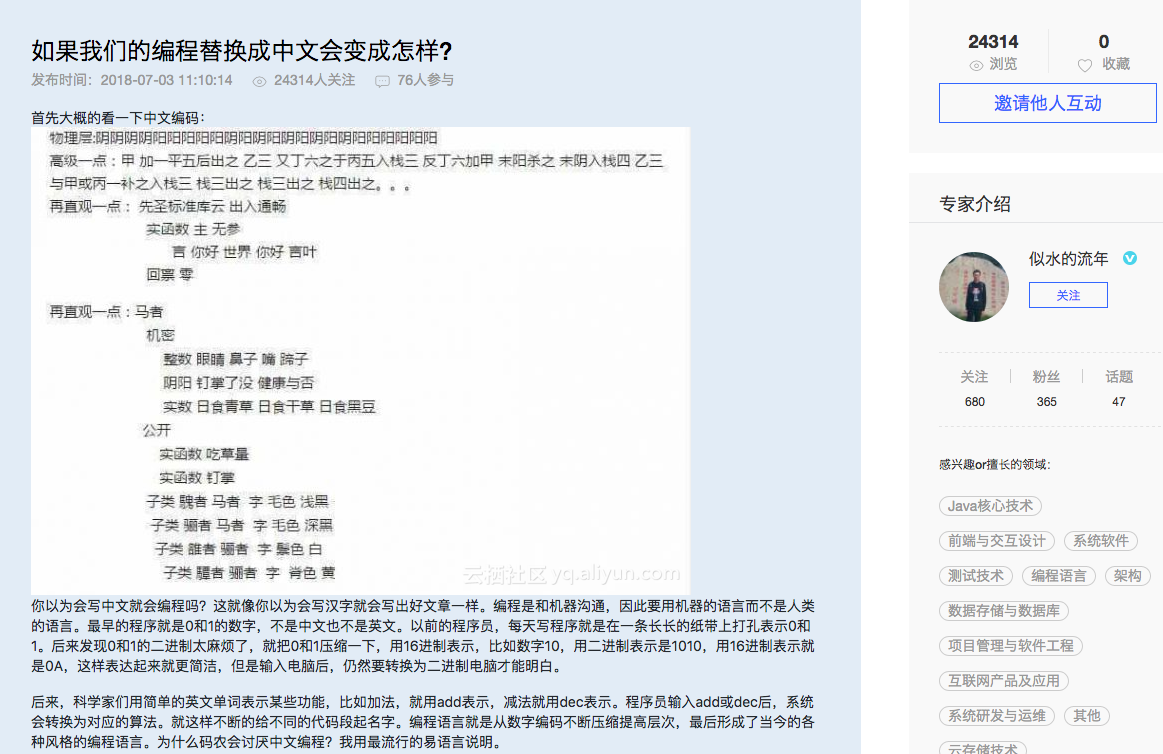 如果我们的编程替换成中文会变成怎样?
发布时间：2018-07-03 11:10:14 24314人关注 76人参与
首先大概的看一下中文编码：
物理层:阴阴阴阴阳阳阳阳阳阴阳阴阳阴阳阴阳阴阳阳阳阳阳阳
高级一点：甲 加一平五后出之 乙三 又丁六之于丙五入栈三 反丁六加甲 末阳杀之 末阴入栈四 乙三
与甲或丙一补之入栈三 栈三出之 栈三出之 栈四出之。。。
再直观一点： 先圣标准库云 出入通畅
实函数 主 无参
言 你好 世界 你好 言叶
回禀 零
再直观一点：马者
机密
整数 眼睛 鼻子 嘴 蹄子
阴阳 钉掌了没 健康与否
实数 日食青草 日食干草 日食黑豆
公开
实函数 吃草量
实函数 钉掌
子类 騩者 马者 字 毛色 浅黑
子类 骊者 马者 字 毛色 深黑
子类 者 骊者 字 鬃色 白
子类 者 骊者 字 脊色 黄
云栖社区 yq.aliyun.com
你以为会写中文就会编程吗？这就像你以为会写汉字就会写出好文章一样。编程是和机器沟通，因此要用机器的语言而不是人类
的语言。最早的程序就是0和1的数字，不是中文也不是英文。以前的程序员，每天写程序就是在一条长长的纸带上打孔表示0和
1。后来发现0和1的二进制太麻烦了，就把0和1压缩一下，用16进制表示，比如数字10，用二进制表示是1010，用16进制表示就
是0A，这样表达起来就更简洁，但是输入电脑后，仍然要转换为二进制电脑才能明白。
后来，科学家们用简单的英文单词表示某些功能，比如加法，就用add表示，减法就用dec表示。程序员输入add或dec后，系统
会转换为对应的算法。就这样不断的给不同的代码段起名字。编程语言就是从数字编码不断压缩提高层次，最后形成了当今的各
种风格的编程语言。为什么码农会讨厌中文编程？我用最流行的易语言说明。
24314 0
浏览 收藏
邀请他人互动
专家介绍
似水的流年
关注
关注 粉丝 话题
680 365 47
感兴趣or擅长的领域：
Java核心技术
前端与交互设计 系统软件
测试技术 编程语言 架构
数据存储与数据库
项目管理与软件工程
互联网产品及应用
系统研发与运维 其他
云存储技术